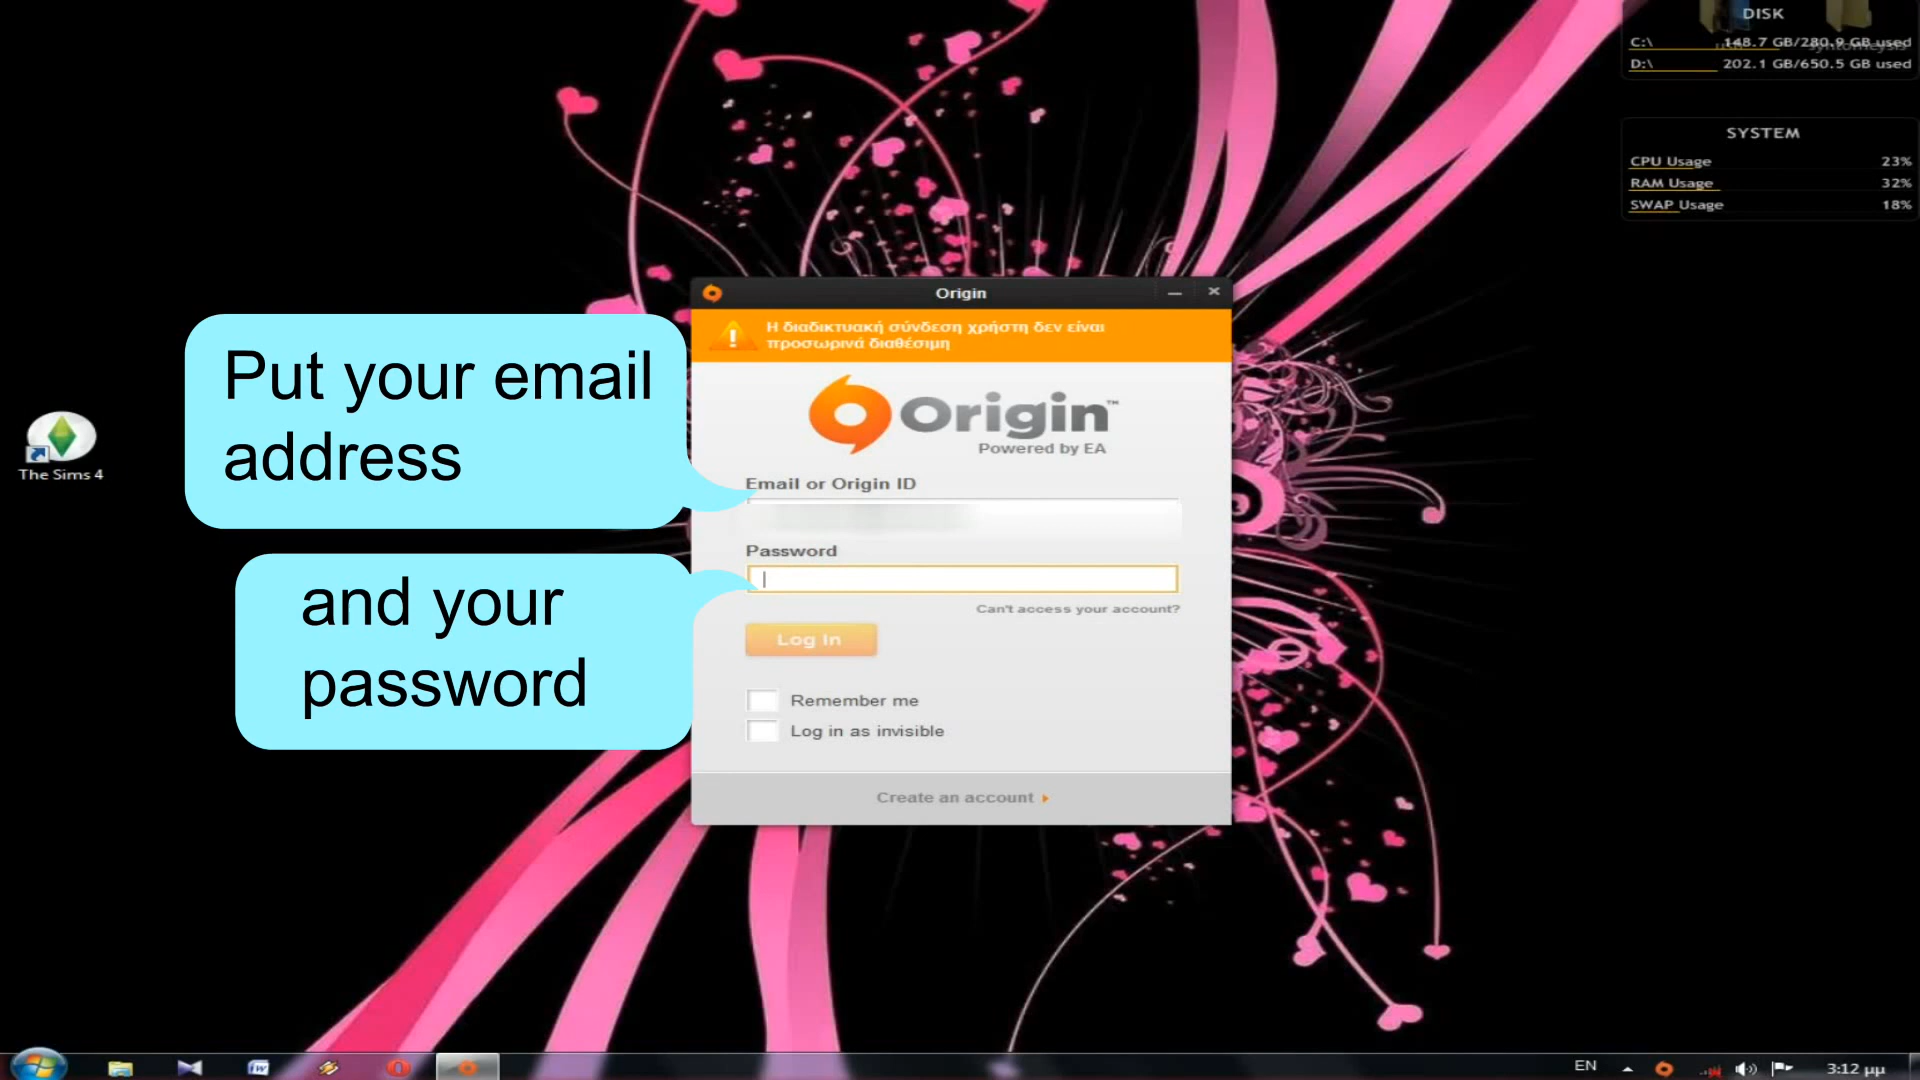 DISK
C:\ 148.7 GB/280.9 GB used
D:\ 202.1 GB/650.5 GB used
SYSTEM
CPU Usage 23%
RAM Usage 32%
SWAP Usage 18%
Origin
Η διαδικτυακή σύνδεση χρήστη δεν είναι
προσωρινά διαθέσιμη
Put your email
address
Origin™
Powered by EA
The Sims 4
Email or Origin ID
Password
and your
password
Can't access your account?
Log In
Remember me
Log in as invisible
Create an account
EN
3:12 μμ